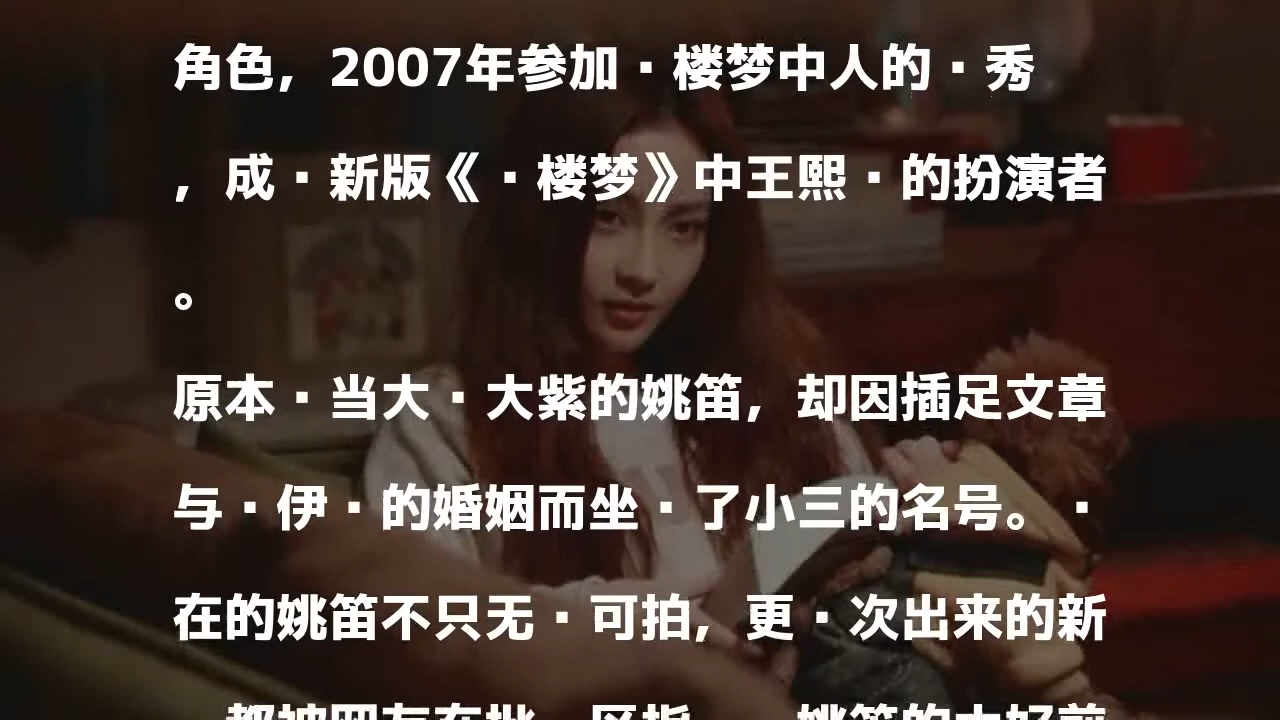 角色，2007年参加·楼梦中人的·秀
，成·新版《·楼梦》中王熙·的扮演者
。
原本·当大·大紫的姚笛，却因插足文章
与·伊·的婚姻而坐·了小三的名号。·
在的姚笛不只无·可拍，更·次出来的新